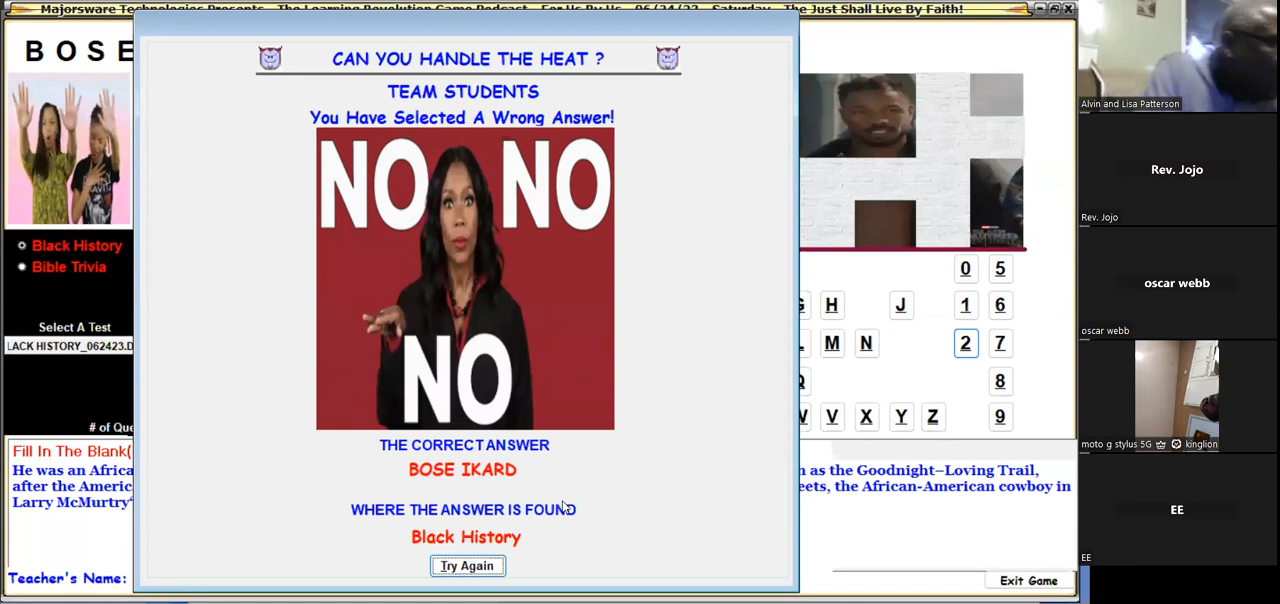 Majorsware Technologies Presents - The Learning Revolution Game Podcast - For Us By Us - 06/24/23 - Saturday - The Just Shall Live By Faith!
BOSE
CAN YOU HANDLE THE HEAT ?
TEAM STUDENTS
You Have Selected A Wrong Answer!
NO NO
NO
THE CORRECT ANSWER
BOSE IKARD
WHERE THE ANSWER IS FOUND
Black History
Try Again
Black History
Bible Trivia
Select A Test
LACK HISTORY_062423.D
# of Que
Fill In The Blank(
He was an Africa
after the Americ
Larry McMurtry'
n as the Goodnight–Loving Trail,
eets, the African-American cowboy in
Teacher's Name:
Exit Game
0 5
H J 1 6
M N 2 7
8
V X Y Z 9
Alvin and Lisa Patterson
Rev. Jojo
Rev. Jojo
oscar webb
oscar webb
moto g stylus 5G kinglion
EE
EE